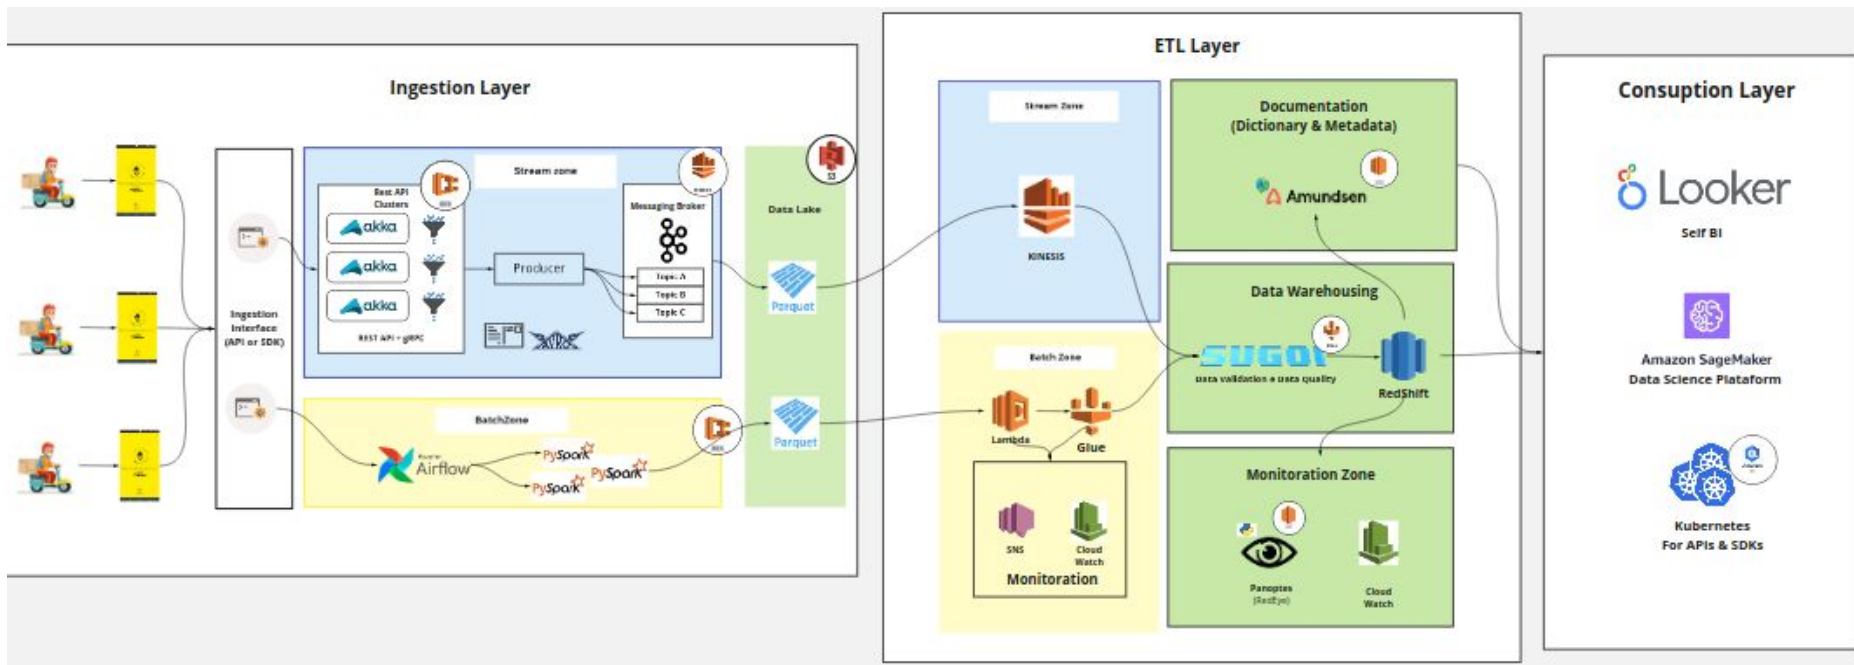 Ingestion Layer
Ingestion
Interface
(API or SDK)
Stream zone
Rest API
Clusters
akka
akka
akka
REST API + gRPC
Producer
Messaging Broker
Topic A
Topic B
Topic C
BatchZone
Airflow
PySpark
PySpark
PySpark
Data Lake
S3
Parquet
Parquet
ETL Layer
Stream Zone
KINESIS
Batch Zone
Lambda
Glue
SNS
Cloud
Watch
Monitoration
Documentation
(Dictionary & Metadata)
Amundsen
Data Warehousing
SUGOI
Data validation e Data Quality
RedShift
Monitoration Zone
Panoptes
(RedEye)
Cloud
Watch
Consuption Layer
Looker
Self BI
Amazon SageMaker
Data Science Plataform
Kubernetes
For APIs & SDKs